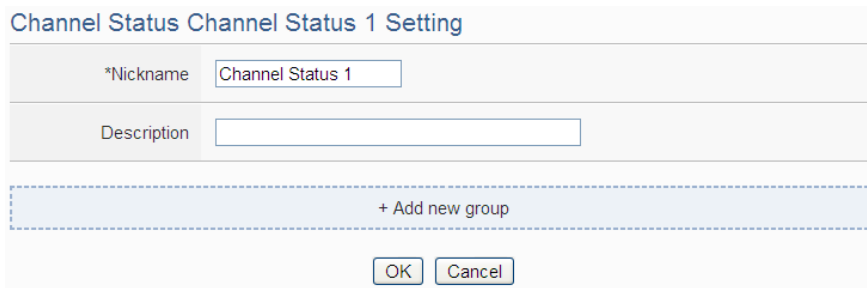 Channel Status Channel Status 1 Setting
*Nickname Channel Status 1
Description
+ Add new group
OK Cancel